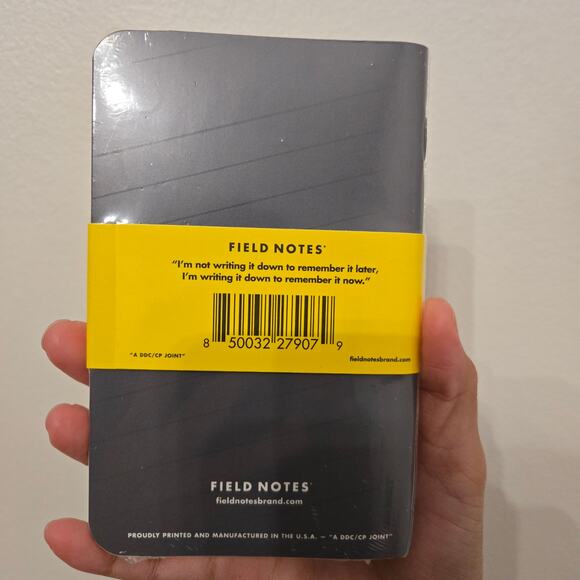 FIELD NOTES®
“I’m not writing it down to remember it later,
I’m writing it down to remember it now.”
8 50032 27907 9
"A DDC/CP JOINT"
fieldnotesbrand.com
FIELD NOTES®
fieldnotesbrand.com
PROUDLY PRINTED AND MANUFACTURED IN THE U.S.A. — "A DDC/CP JOINT"